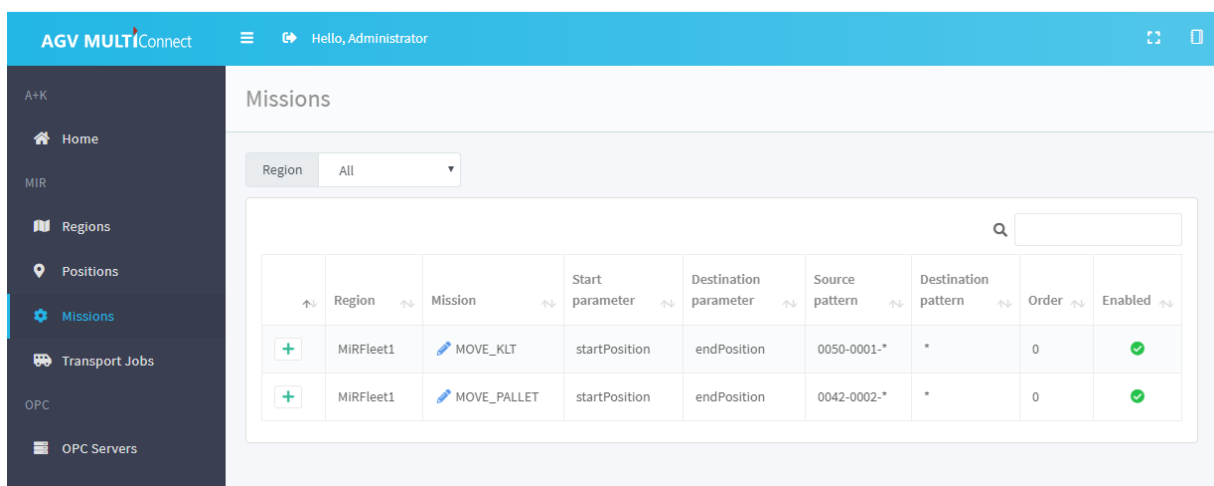 AGV MULTIConnect
Hello, Administrator
A+K
Home
MIR
Regions
Positions
Missions
Transport Jobs
OPC
OPC Servers
Missions
Region All
Region Mission Start parameter Destination parameter Source pattern Destination pattern Order Enabled
MiRFleet1 MOVE_KLT startPosition endPosition 0050-0001-* * 0
MiRFleet1 MOVE_PALLET startPosition endPosition 0042-0002-* * 0